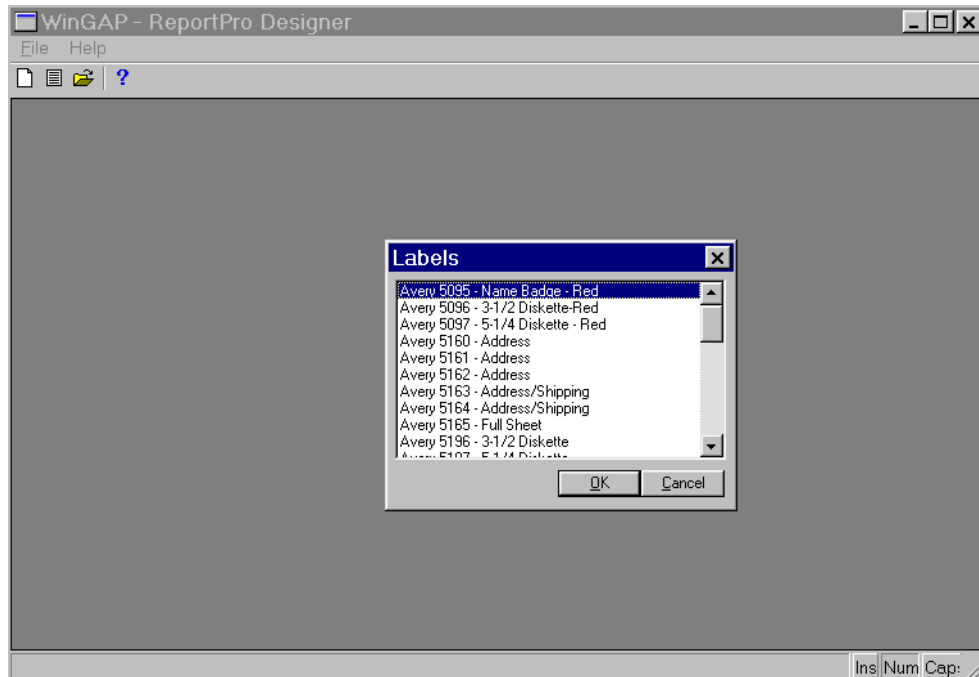 WinGAP - ReportPro Designer
File Help
?
Labels
Avery 5095 - Name Badge - Red
Avery 5096 - 3-1/2 Diskette-Red
Avery 5097 - 5-1/4 Diskette - Red
Avery 5160 - Address
Avery 5161 - Address
Avery 5162 - Address
Avery 5163 - Address/Shipping
Avery 5164 - Address/Shipping
Avery 5165 - Full Sheet
Avery 5196 - 3-1/2 Diskette
OK Cancel
Ins Num Cap